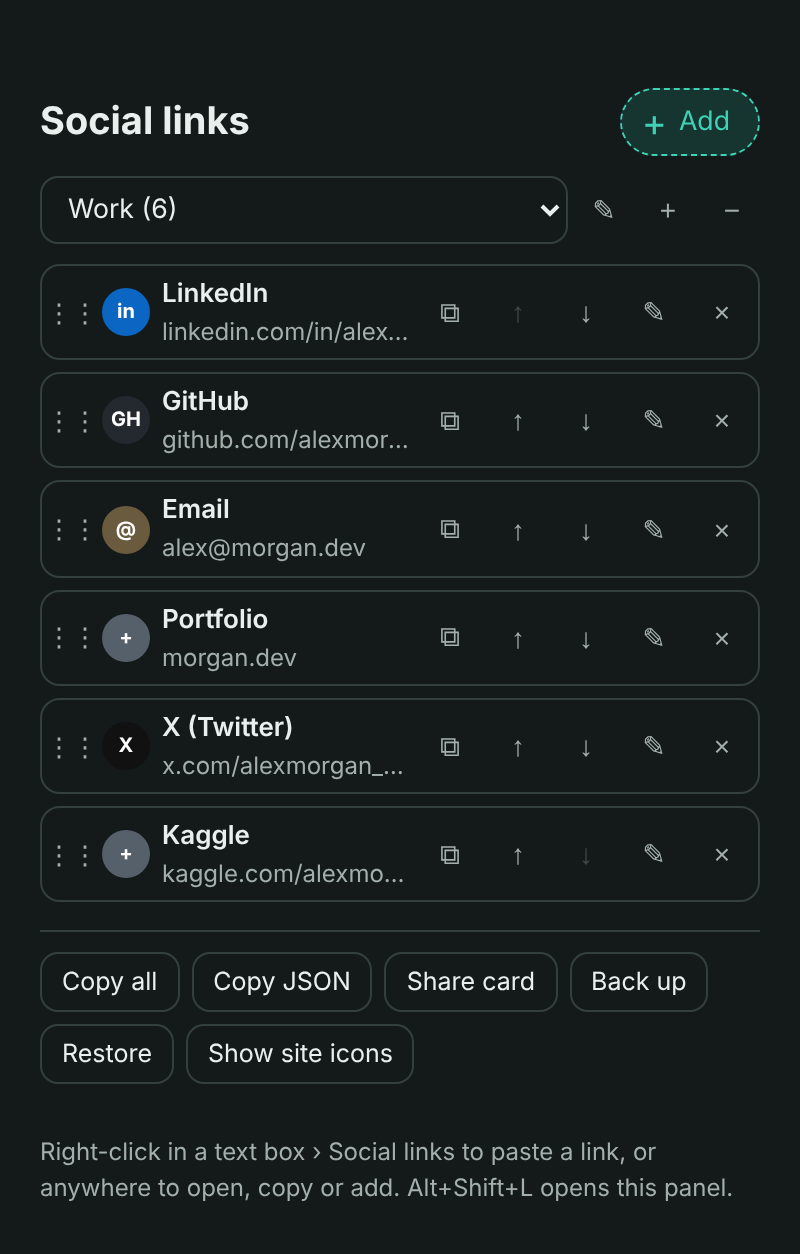 Social links
+ Add
Work (6)
✎ + −
in LinkedIn
linkedin.com/in/alex...
GH GitHub
github.com/alexmor...
@ Email
alex@morgan.dev
+ Portfolio
morgan.dev
X X (Twitter)
x.com/alexmorgan_...
+ Kaggle
kaggle.com/alexmo...
Copy all Copy JSON Share card Back up
Restore Show site icons
Right-click in a text box › Social links to paste a link, or
anywhere to open, copy or add. Alt+Shift+L opens this panel.